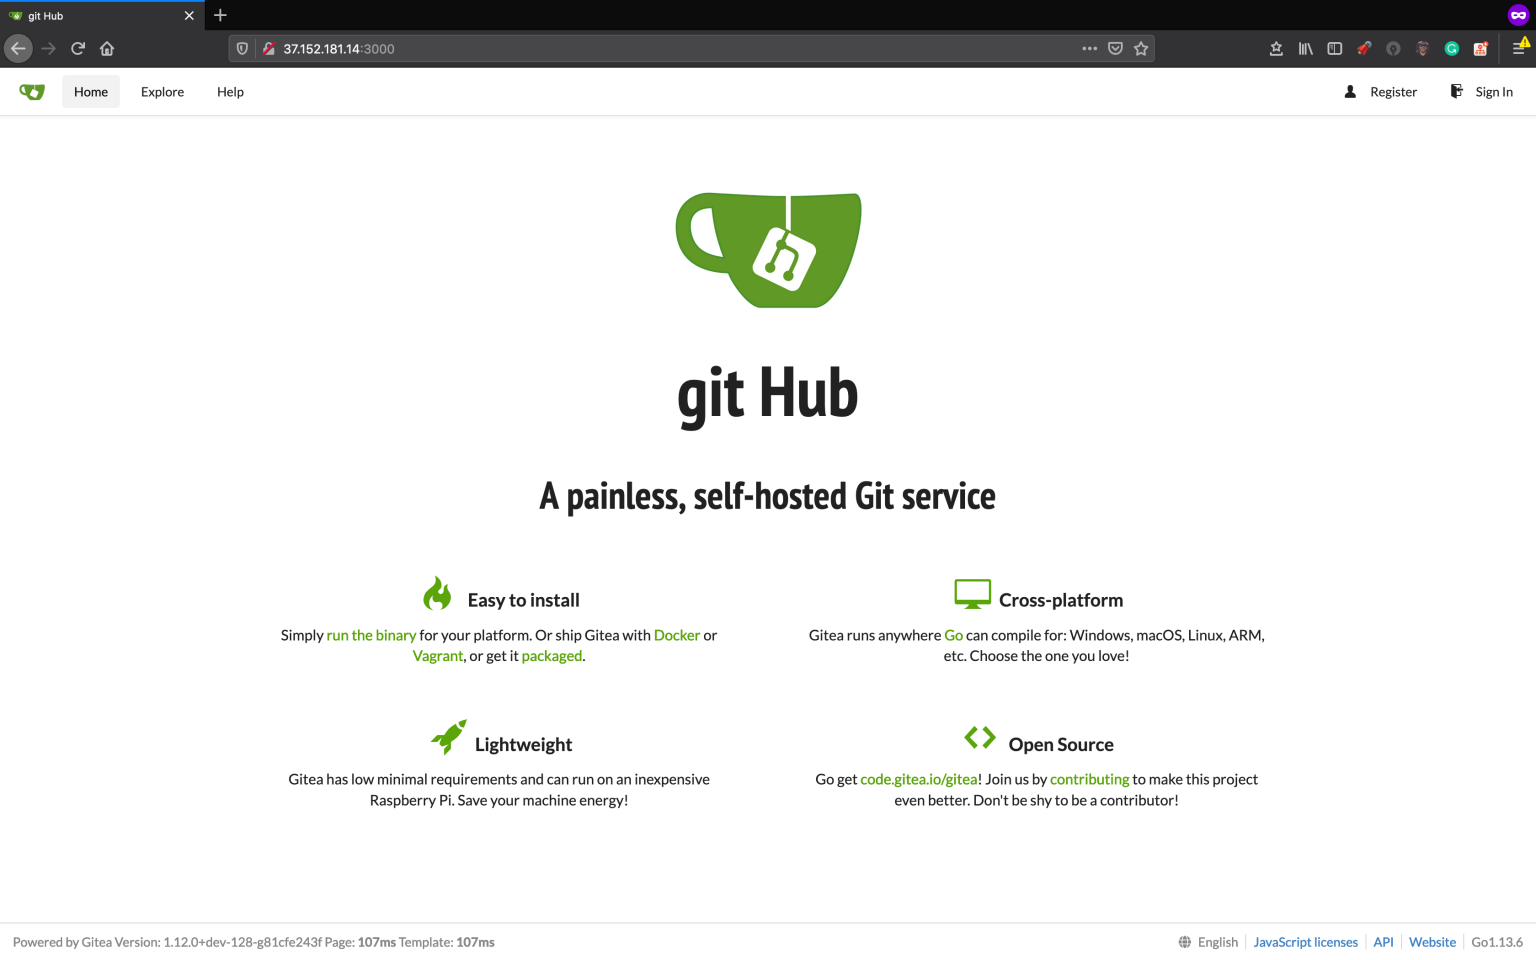 git Hub
37.152.181.14:3000
Home Explore Help Register Sign In
git Hub
A painless, self-hosted Git service
Easy to install
Simply run the binary for your platform. Or ship Gitea with Docker or
Vagrant, or get it packaged.
Cross-platform
Gitea runs anywhere Go can compile for: Windows, macOS, Linux, ARM,
etc. Choose the one you love!
Lightweight
Gitea has low minimal requirements and can run on an inexpensive
Raspberry Pi. Save your machine energy!
Open Source
Go get code.gitea.io/gitea! Join us by contributing to make this project
even better. Don't be shy to be a contributor!
Powered by Gitea Version: 1.12.0+dev-128-g81cfe243f Page: 107ms Template: 107ms
English JavaScript licenses API Website Go1.13.6